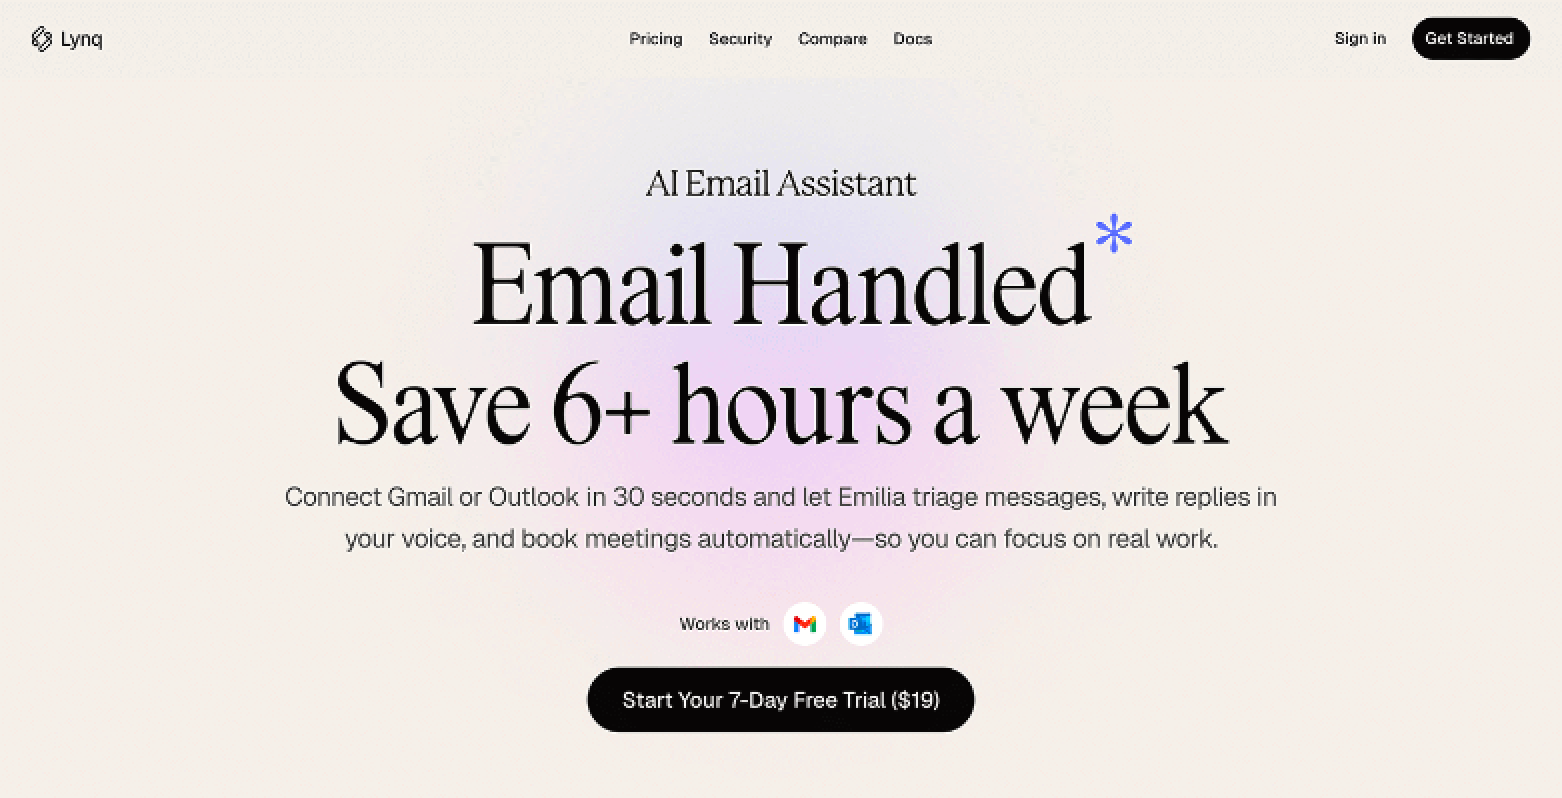 Lynq
Pricing Security Compare Docs
Sign in Get Started
AI Email Assistant
Email Handled*
Save 6+ hours a week
Connect Gmail or Outlook in 30 seconds and let Emilia triage messages, write replies in
your voice, and book meetings automatically—so you can focus on real work.
Works with
Start Your 7-Day Free Trial ($19)